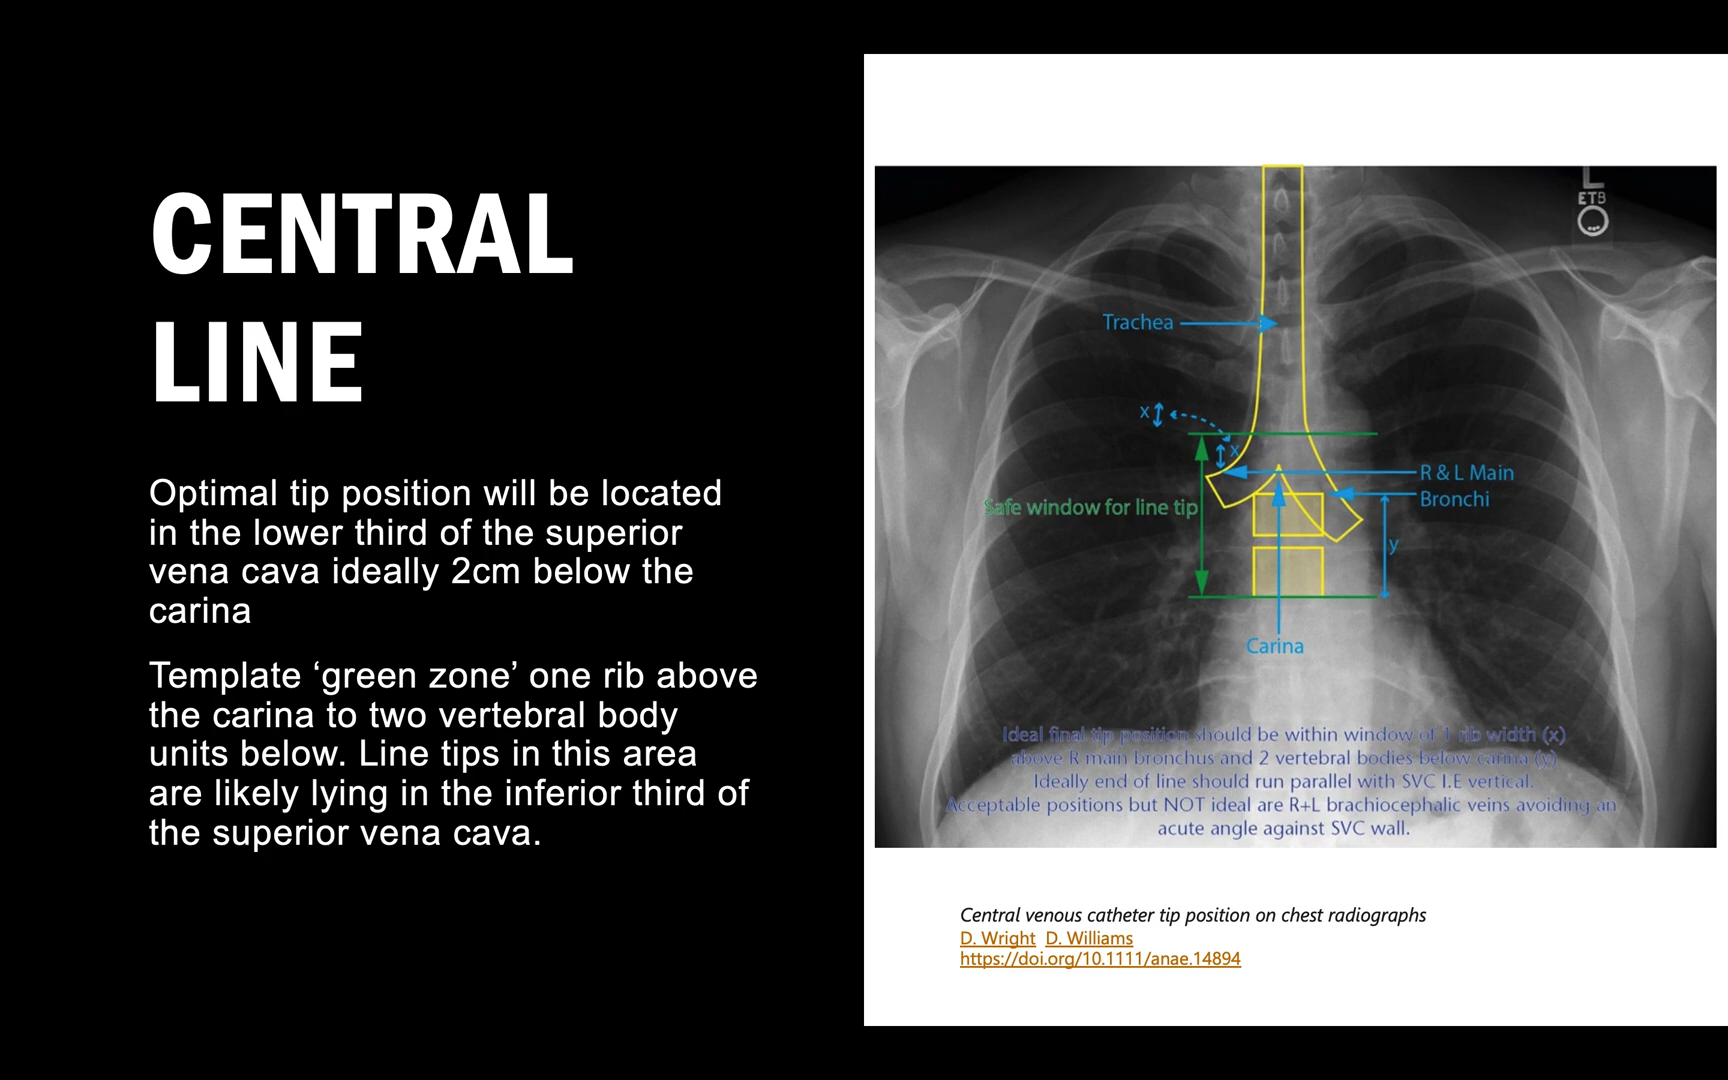 CENTRAL
LINE
Optimal tip position will be located
in the lower third of the superior
vena cava ideally 2cm below the
carina
Template ‘green zone’ one rib above
the carina to two vertebral body
units below. Line tips in this area
are likely lying in the inferior third of
the superior vena cava.
L
ETB
Trachea
x
x
R & L Main
Bronchi
Safe window for line tip
y
Carina
Ideal final tip position should be within window of 1 rib width (x)
above R main bronchus and 2 vertebral bodies below carina (y)
Ideally end of line should run parallel with SVC I.E vertical.
Acceptable positions but NOT ideal are R+L brachiocephalic veins avoiding an
acute angle against SVC wall.
Central venous catheter tip position on chest radiographs
D. Wright D. Williams
https://doi.org/10.1111/anae.14894